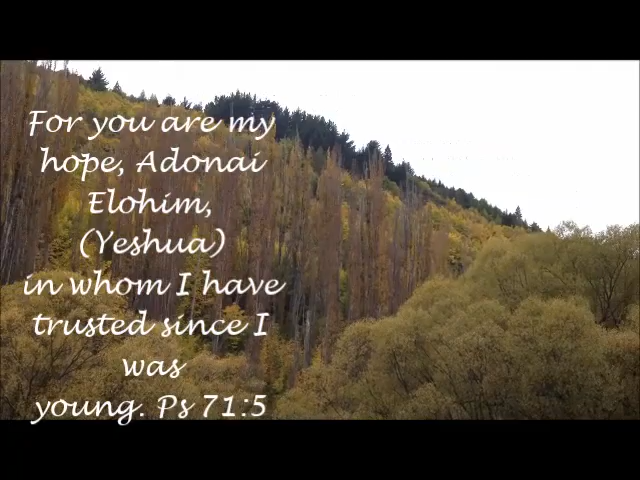 For you are my
hope, Adonai
Elohim,
(Yeshua)
in whom I have
trusted since I
was
young. Ps 71:5